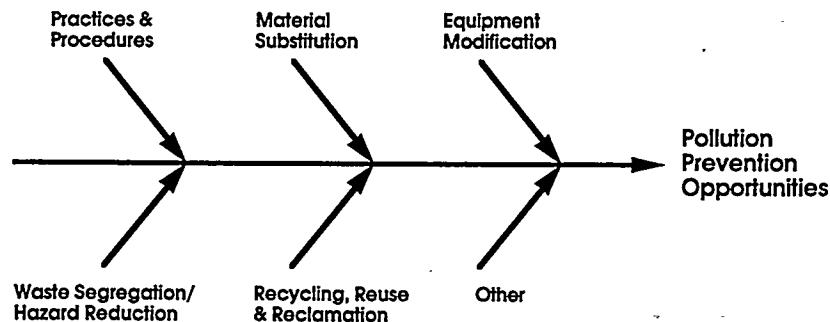 Practices &
Procedures
Material
Substitution
Equipment
Modification
Pollution
Prevention
Opportunities
Waste Segregation/
Hazard Reduction
Recycling, Reuse
& Reclamation
Other